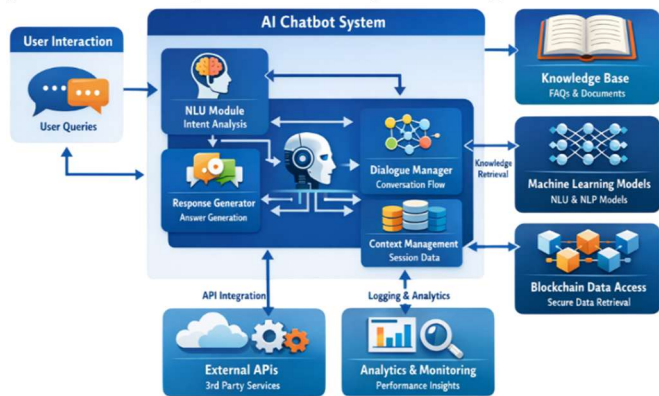 AI Chatbot System
User Interaction
User Queries
NLU Module
Intent Analysis
Dialogue Manager
Conversation Flow
Response Generator
Answer Generation
Context Management
Session Data
Knowledge Base
FAQs & Documents
Knowledge
Retrieval
Machine Learning Models
NLU & NLP Models
Blockchain Data Access
Secure Data Retrieval
API Integration
Logging & Analytics
External APIs
3rd Party Services
Analytics & Monitoring
Performance Insights